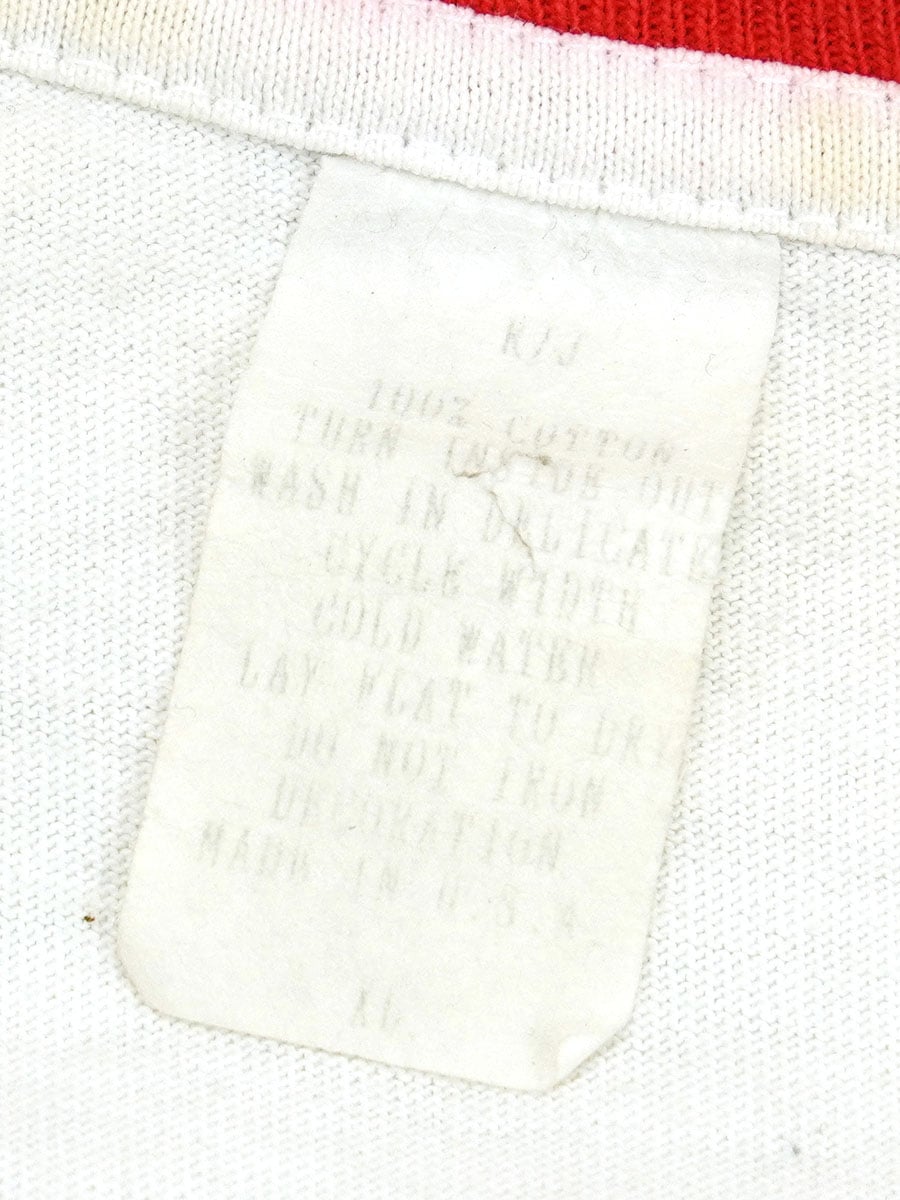 K/J
100% COTTON
TURN INSIDE OUT
WASH IN DELICATE
CYCLE WIDTH
COLD WATER
LAY FLAT TO DRY
DO NOT IRON
DECORATION
MADE IN U.S.A
XL